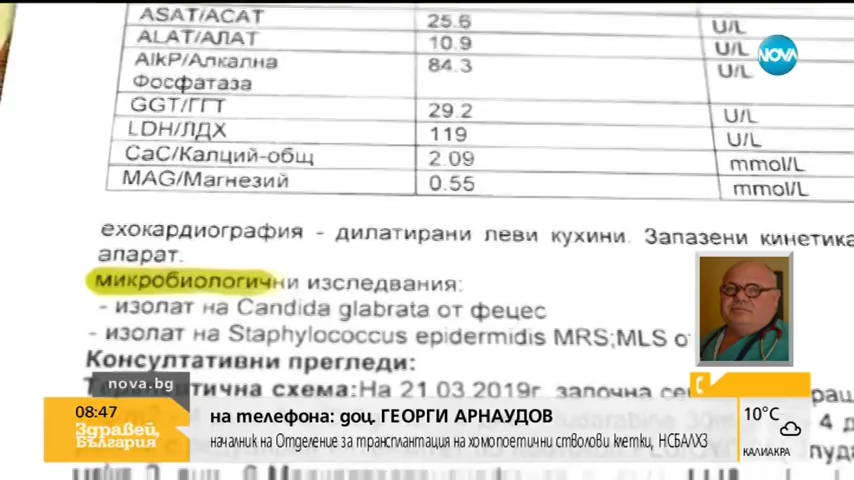 ASAT/АСАТ 25.6 U/L
ALAT/АЛАТ 10.9 U/L
AlkP/Алкална Фосфатаза 84.3 U/L
GGT/ГГТ 29.2 U/L
LDH/ЛДХ 119 U/L
CaC/Калций-общ 2.09 mmol/L
MAG/Магнезий 0.55 mmol/L
NOVA
ехокардиография - дилатирани леви кухини. Запазени кинетика
апарат.
микробиологични изследвания:
- изолат на Candida glabrata от фецес
- изолат на Staphylococcus epidermidis MRS;MLS
Консултативни прегледи:
схема: На 21.03.2019г. започна
nova.bg
08:47
Здравей,
България
на телефона: доц. ГЕОРГИ АРНАУДОВ
началник на Отделение за трансплантация на хомопоетични стволови клетки, НСБАЛХЗ
10°C
КАЛИАКРА